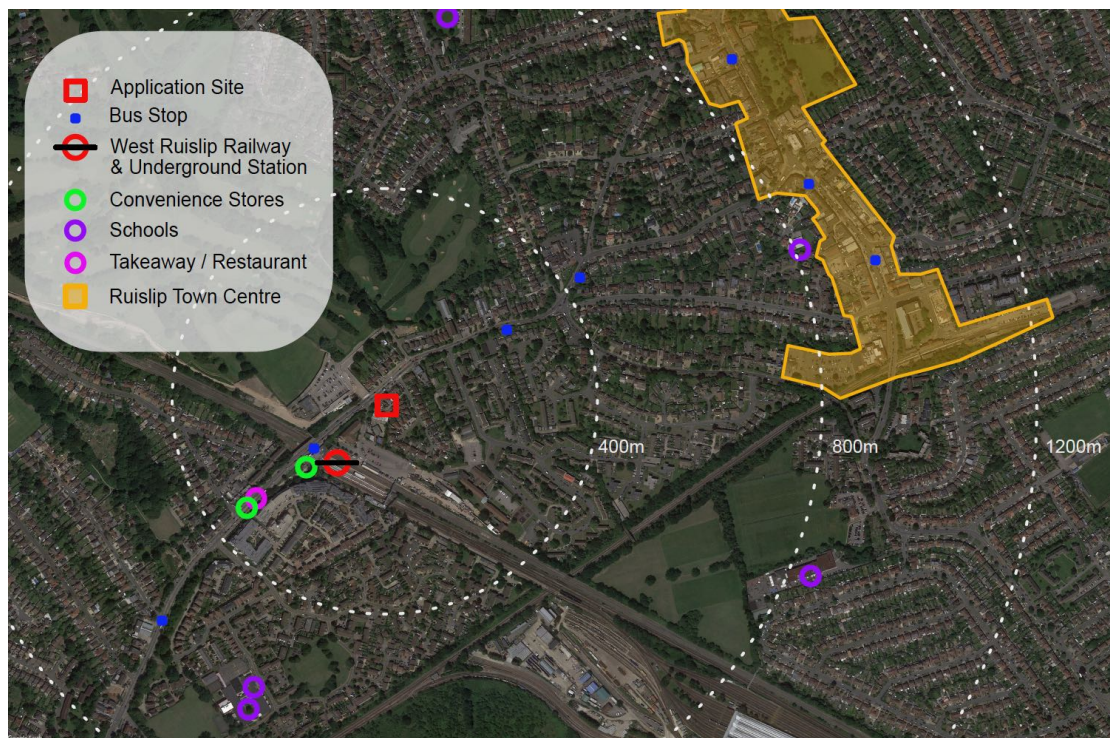 Application Site
Bus Stop
West Ruislip Railway
& Underground Station
Convenience Stores
Schools
Takeaway / Restaurant
Ruislip Town Centre
400m
800m
1200m